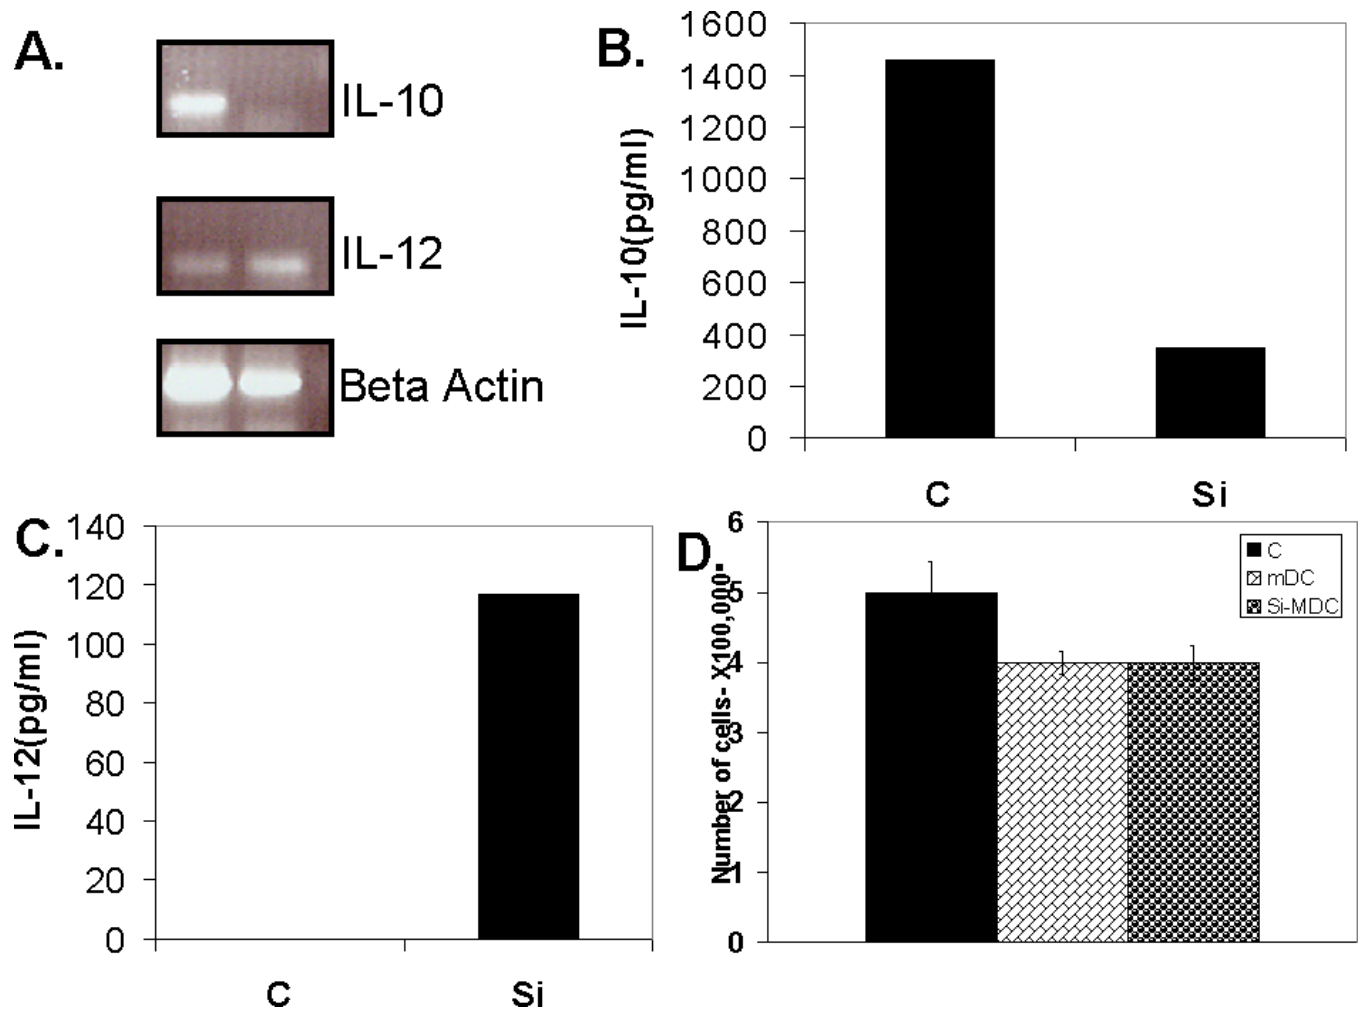 A.
IL-10
IL-12
Beta Actin
B.
IL-10(pg/ml)
1600
1400
1200
1000
800
600
400
200
0
C
Si
C.
IL-12(pg/ml)
140
120
100
80
60
40
20
0
C
Si
D.
Number of cells- X100,000-
6
5
4
3
2
1
0
C
mDC
Si-MDC